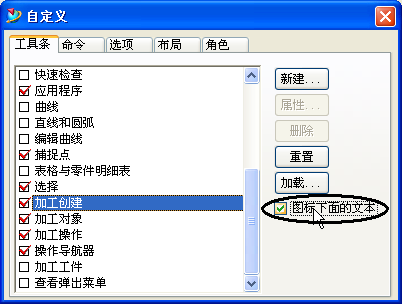 自定义
工具条 命令 选项 布局 角色
快速检查
应用程序
曲线
直线和圆弧
编辑曲线
捕捉点
表格与零件明细表
选择
加工创建
加工对象
加工操作
操作导航器
加工工件
查看弹出菜单
新建...
属性...
删除
重置
加载...
图标下面的文本